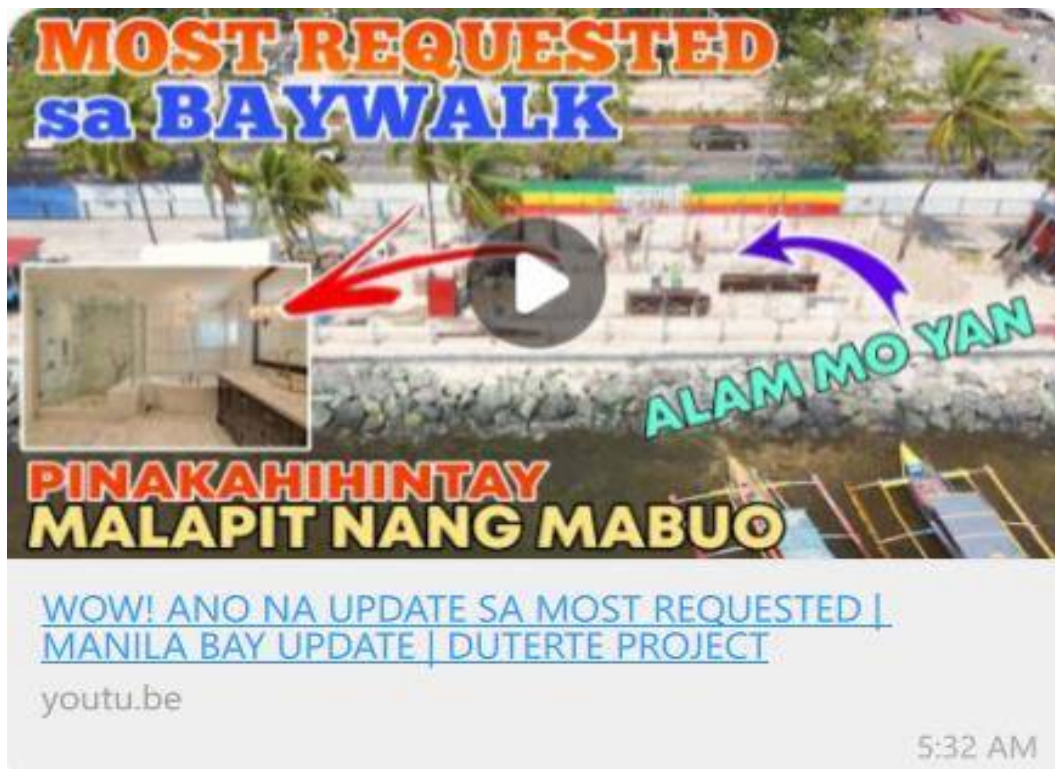 MOST REQUESTED
sa BAYWALK
ALAM MO YAN
PINAKAHIHINTAY
MALAPIT NANG MABUO
WOW! ANO NA UPDATE SA MOST REQUESTED |
MANILA BAY UPDATE | DUTERTE PROJECT
youtu.be
5:32 AM